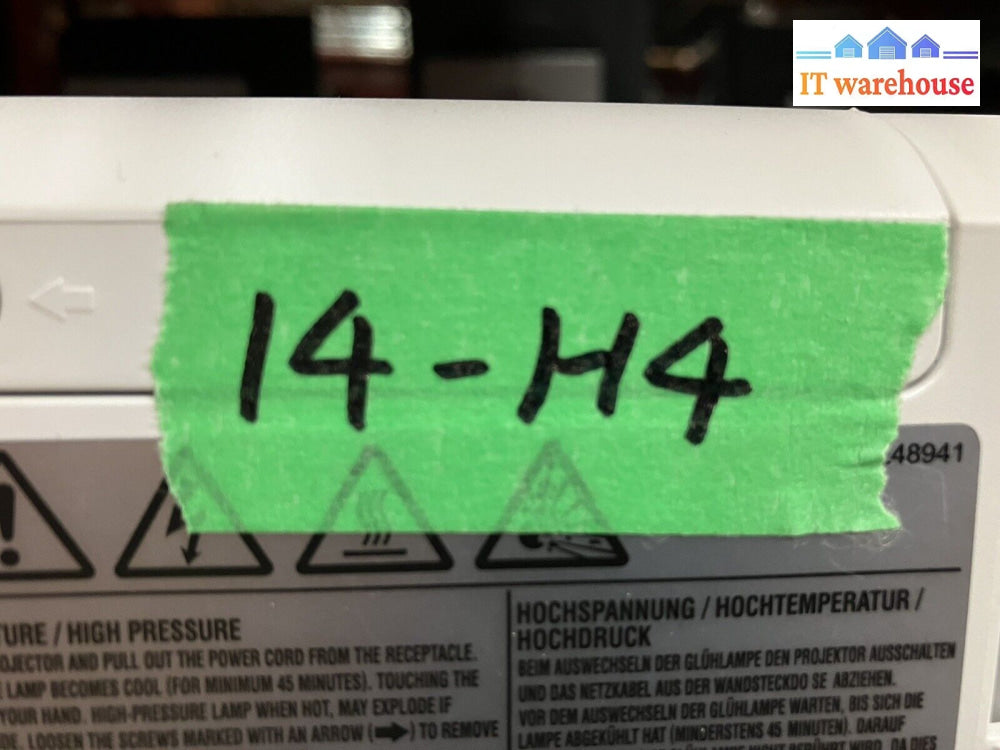 IT warehouse
14-H4
48941
TURE / HIGH PRESSURE
OJECTOR AND PULL OUT THE POWER CORD FROM THE RECEPTACLE.
LAMP BECOMES COOL (FOR MINIMUM 45 MINUTES). TOUCHING THE
YOUR HAND. HIGH-PRESSURE LAMP WHEN HOT, MAY EXPLODE IF
DE. LOOSEN THE SCREWS MARKED WITH AN ARROW (➡) TO REMOVE
HOCHSPANNUNG / HOCHTEMPERATUR /
HOCHDRUCK
BEIM AUSWECHSELN DER GLÜHLAMPE DEN PROJEKTOR AUSSCHALTEN
UND DAS NETZKABEL AUS DER WANDSTECKDO SE ABZIEHEN.
VOR DEM AUSWECHSELN DER GLÜHLAMPE WARTEN, BIS SICH DIE
LAMPE ABGEKÜHLT HAT (MINDERSTENS 45 MINUTEN). DARAUF